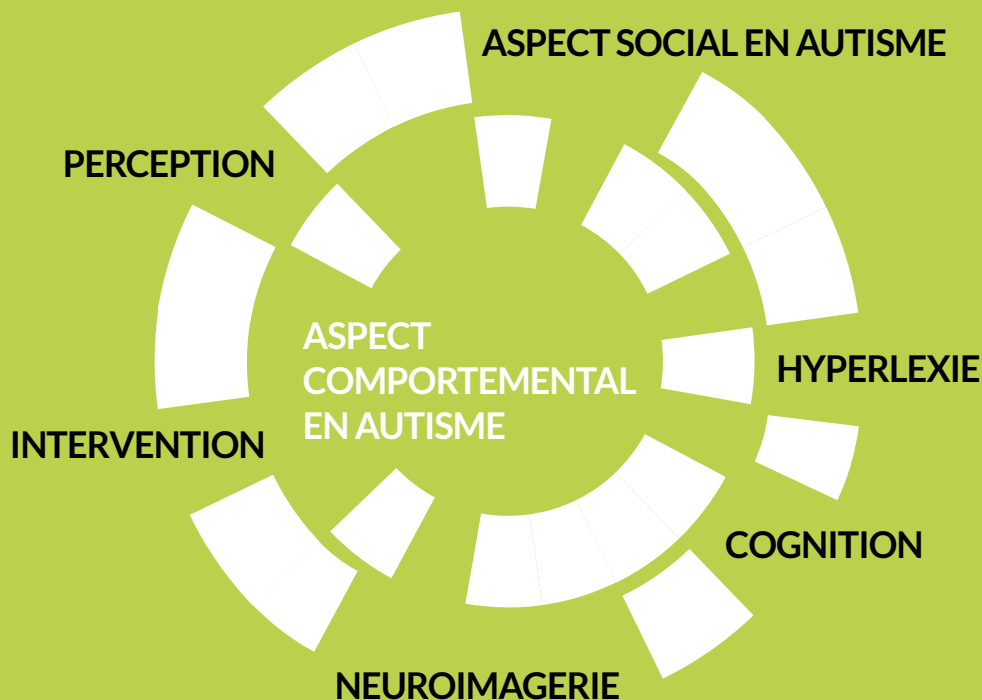 ASPECT SOCIAL EN AUTISME
PERCEPTION
ASPECT
COMPORTEMENTAL
EN AUTISME
HYPERLEXIE
INTERVENTION
COGNITION
NEUROIMAGERIE